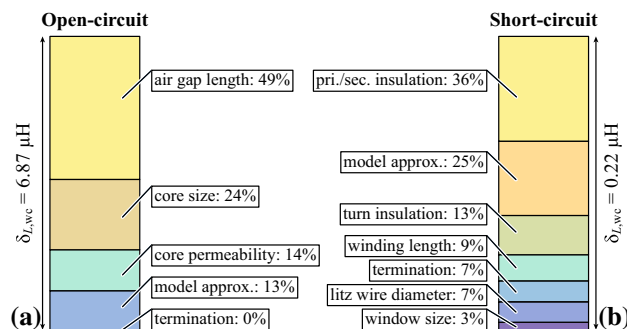 Open-circuit
air gap length: 49%
core size: 24%
core permeability: 14%
model approx.: 13%
termination: 0%
δL,wc = 6.87 μH
(a)
Short-circuit
pri./sec. insulation: 36%
model approx.: 25%
turn insulation: 13%
winding length: 9%
termination: 7%
litz wire diameter: 7%
window size: 3%
δL,wc = 0.22 μH
(b)